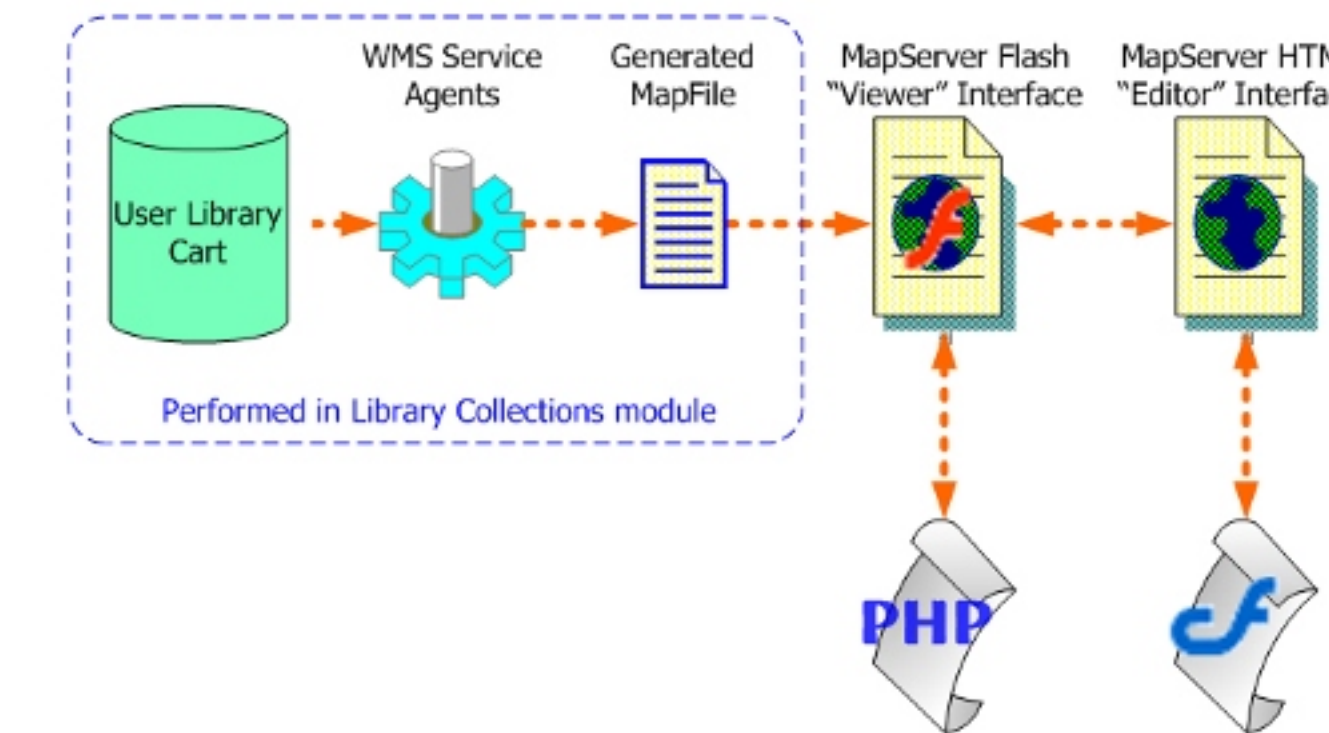 WMS Service
Agents
Generated
MapFile
MapServer Flash
"Viewer" Interface
MapServer
"Editor"
User Library
Cart
Performed in Library Collections module
PHP
cf